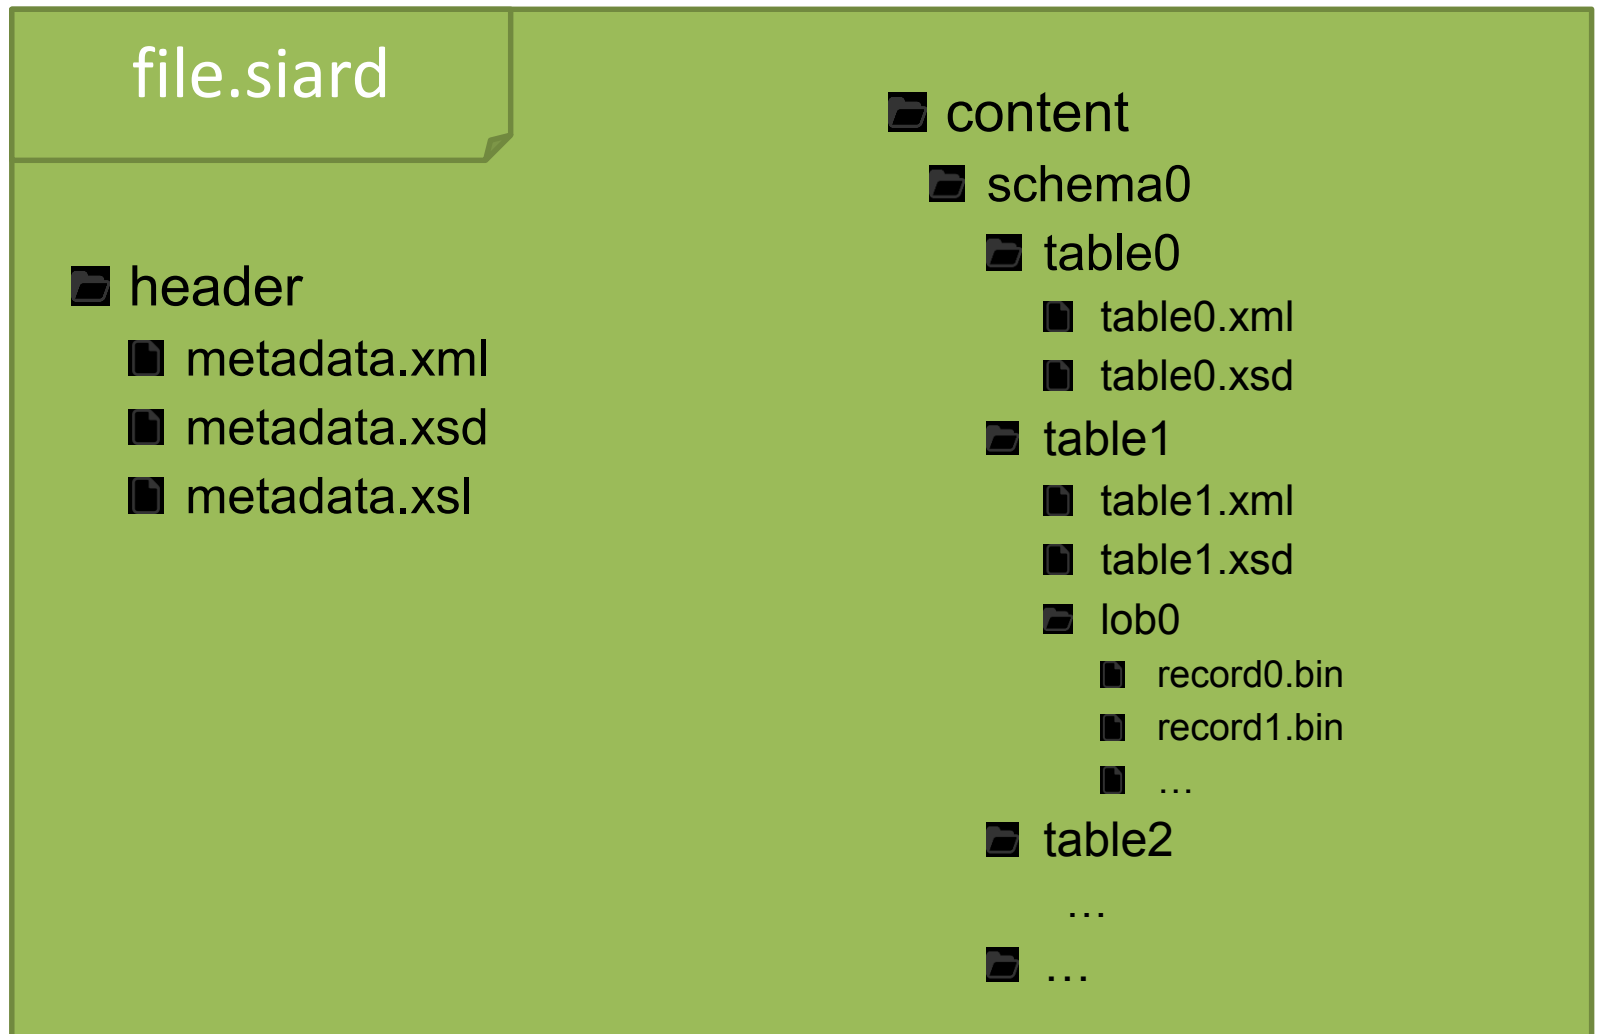 file.siard
header
metadata.xml
metadata.xsd
metadata.xsl
content
schema0
table0
table0.xml
table0.xsd
table1
table1.xml
table1.xsd
lob0
record0.bin
record1.bin
…
table2
…
…